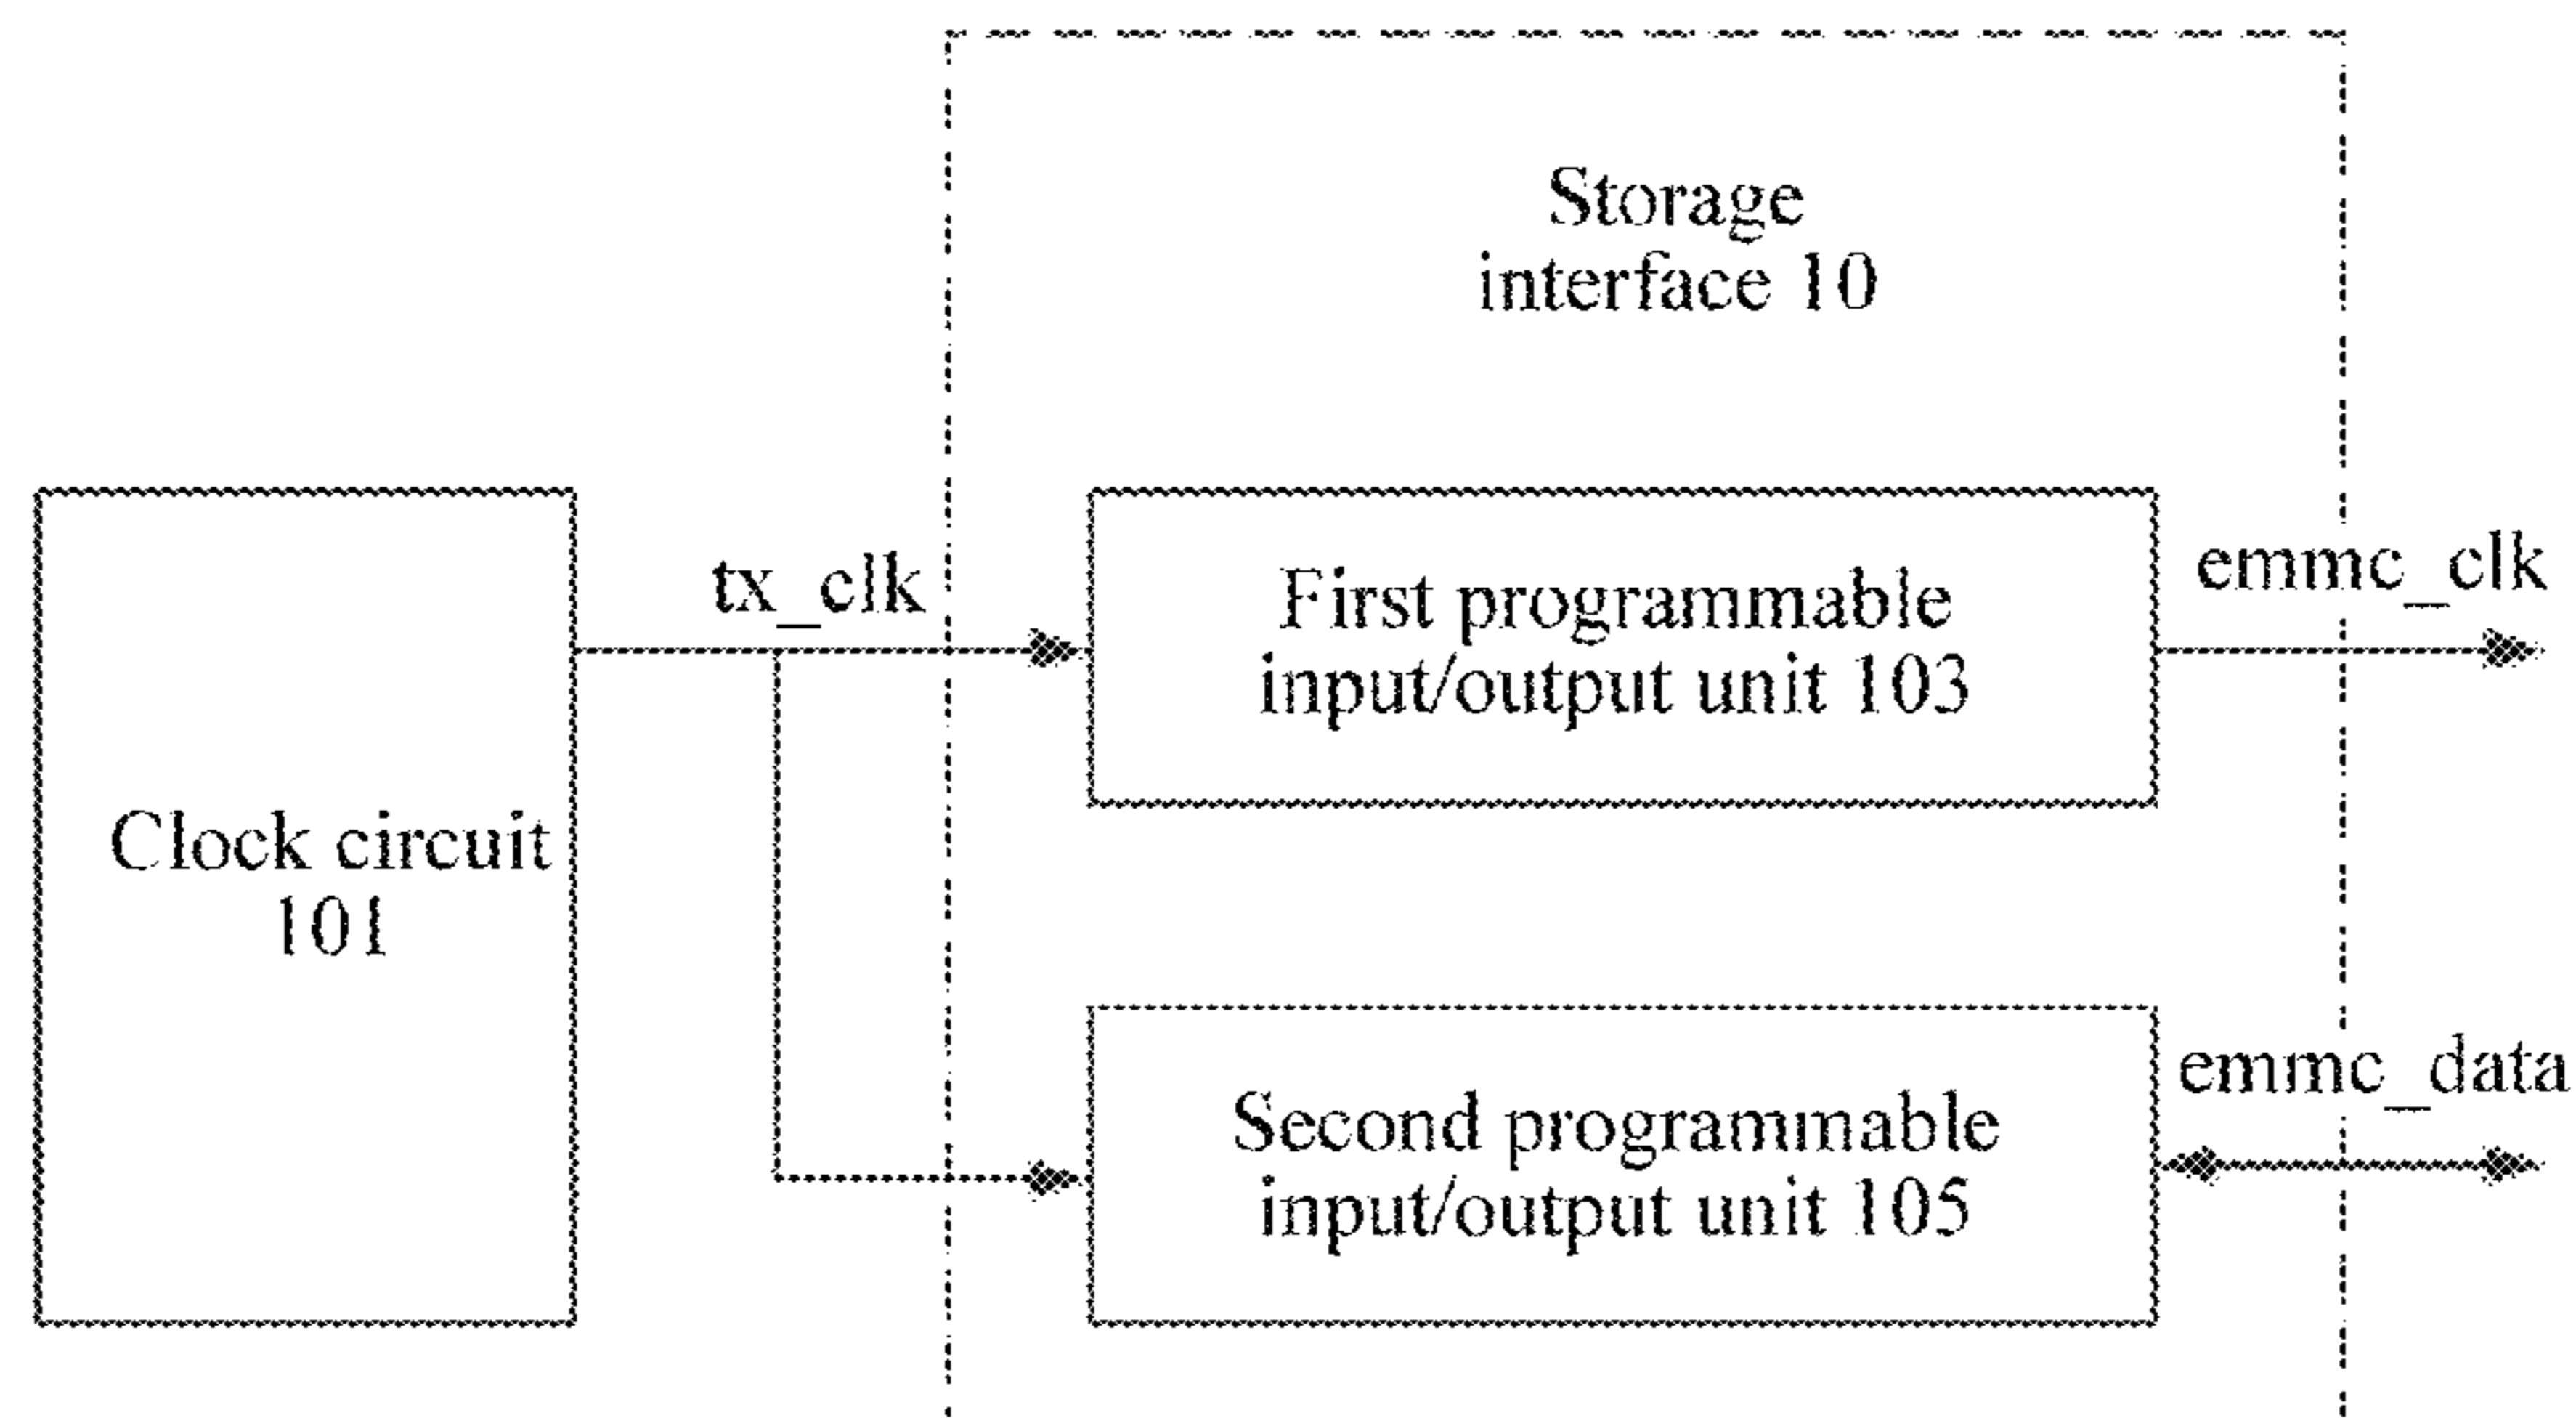 Storage
interface 10
tx_clk
First programmable
input/output unit 103
emmc_clk
Clock circuit
101
Second programmable
input/output unit 105
emmc_data